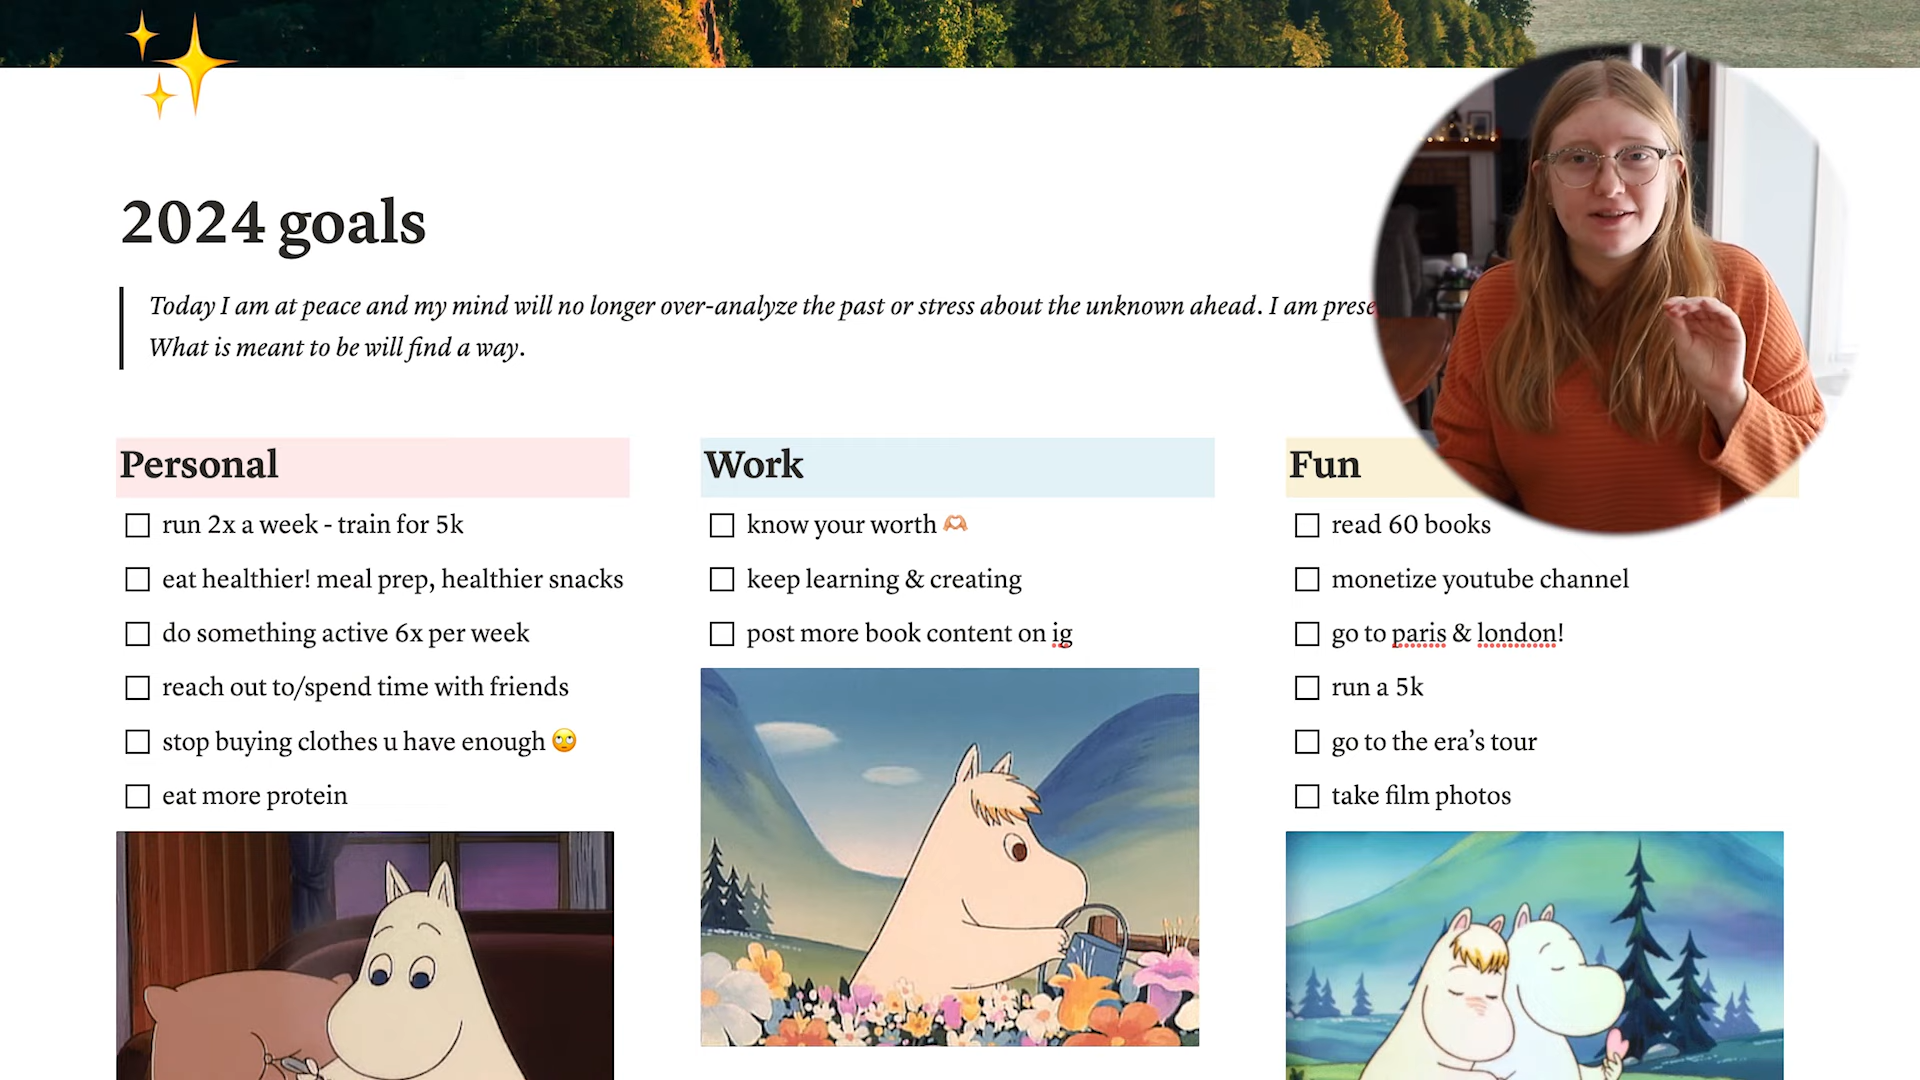 2024 goals
Today I am at peace and my mind will no longer over-analyze the past or stress about the unknown ahead. I am
What is meant to be will find a way.
Personal
run 2x a week - train for 5k
eat healthier! meal prep, healthier snacks
do something active 6x per week
reach out to/spend time with friends
stop buying clothes u have enough 🙄
eat more protein
Work
know your worth 🫶🏻
keep learning & creating
post more book content on ig
Fun
read 60 books
monetize youtube channel
go to paris & london!
run a 5k
go to the era’s tour
take film photos